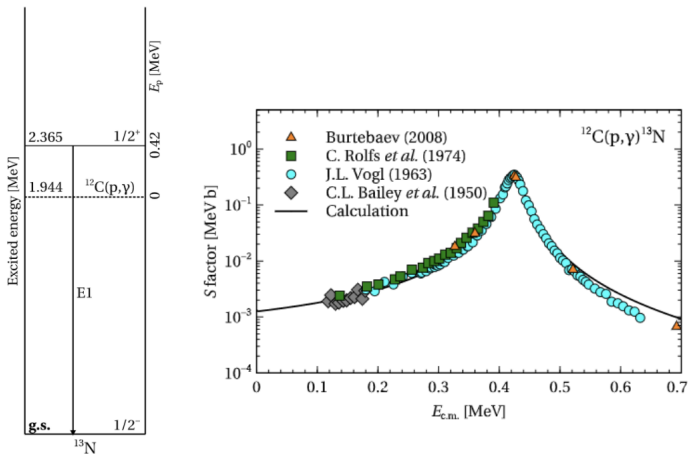 Excited energy [MeV]
Eₚ [MeV]
2.365 1/2⁺
0.42
1.944 ¹²C(p,γ)
0
E1
g.s. 1/2⁻
¹³N
¹²C(p,γ)¹³N
Burtebaev (2008)
C. Rolfs et al. (1974)
J.L. Vogl (1963)
C.L. Bailey et al. (1950)
Calculation
S factor [MeV b]
10⁰
10⁻¹
10⁻²
10⁻³
10⁻⁴
0 0.1 0.2 0.3 0.4 0.5 0.6 0.7
E_c.m. [MeV]